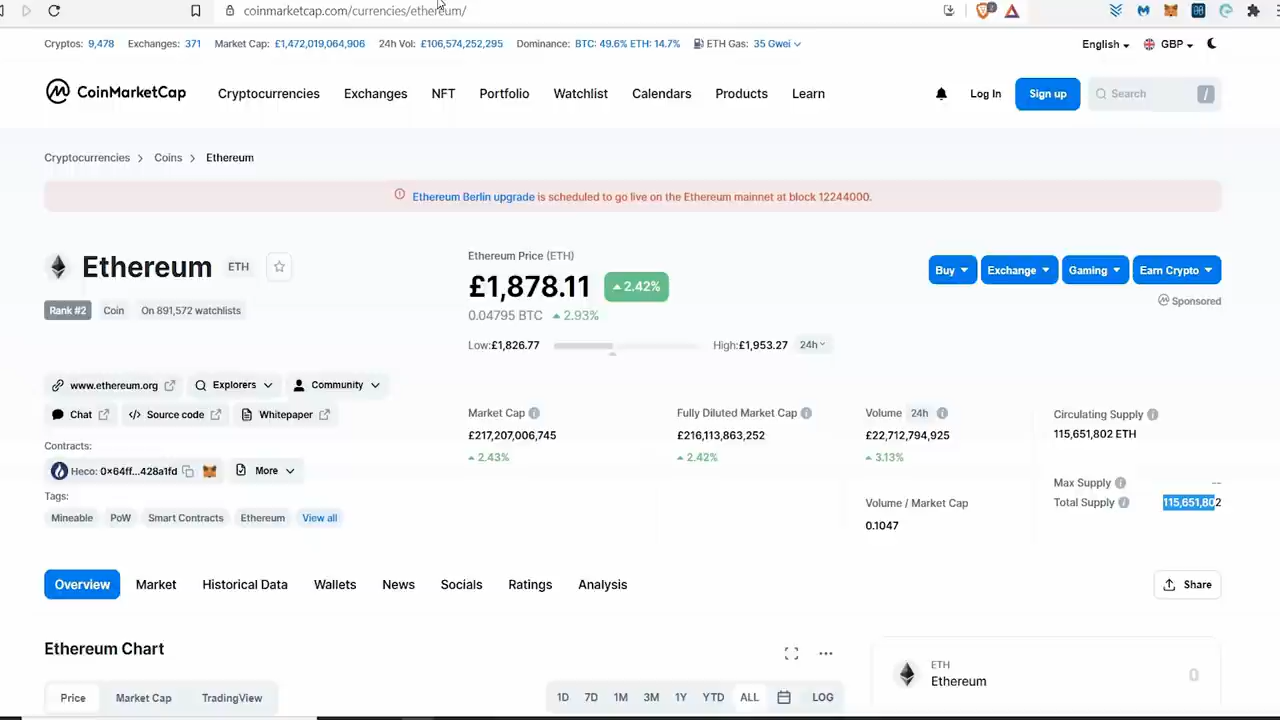 coinmarketcap.com/currencies/ethereum/
Cryptos: 9,478 Exchanges: 371 Market Cap: £1,472,019,064,906 24h Vol: £106,574,252,295 Dominance: BTC: 49.6% ETH: 14.7% ETH Gas: 35 Gwei
English GBP
CoinMarketCap Cryptocurrencies Exchanges NFT Portfolio Watchlist Calendars Products Learn Log In Sign up Search /
Cryptocurrencies > Coins > Ethereum
Ethereum Berlin upgrade is scheduled to go live on the Ethereum mainnet at block 12244000.
Ethereum ETH
Rank #2 Coin On 891,572 watchlists
Ethereum Price (ETH)
£1,878.11 2.42%
0.04795 BTC 2.93%
Low:£1,826.77 High:£1,953.27 24h
Buy Exchange Gaming Earn Crypto
Sponsored
www.ethereum.org Explorers Community
Chat Source code Whitepaper
Contracts:
Heco: 0x64ff...428a1fd More
Tags:
Mineable PoW Smart Contracts Ethereum View all
Market Cap
£217,207,006,745
2.43%
Fully Diluted Market Cap
£216,113,863,252
2.42%
Volume 24h
£22,712,794,925
3.13%
Volume / Market Cap
0.1047
Circulating Supply
115,651,802 ETH
Max Supply --
Total Supply 115,651,802
Overview Market Historical Data Wallets News Socials Ratings Analysis Share
Ethereum Chart
Price Market Cap TradingView 1D 7D 1M 3M 1Y YTD ALL LOG
ETH
Ethereum 0